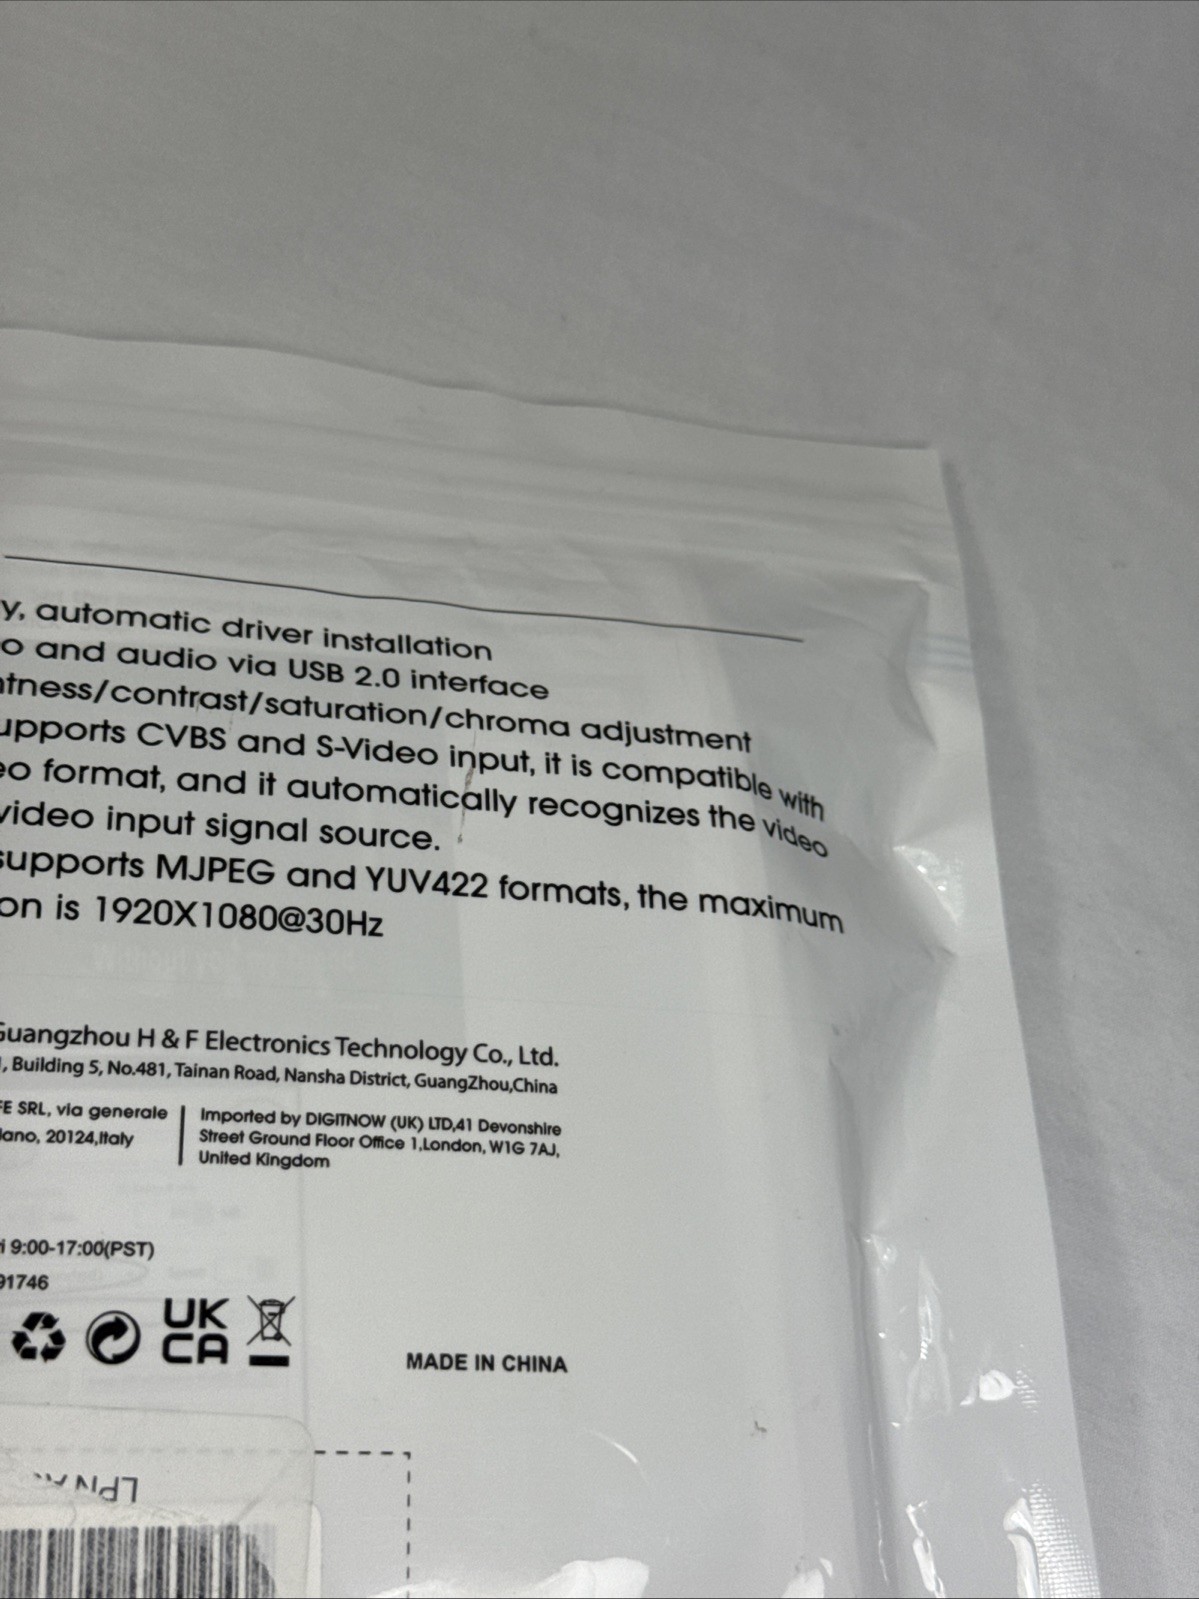 y, automatic driver installation
o and audio via USB 2.0 interface
tness/contrast/saturation/chroma adjustment
upports CVBS and S-Video input, it is compatible with
eo format, and it automatically recognizes the video
video input signal source.
supports MJPEG and YUV422 formats, the maximum
on is 1920X1080@30Hz
Guangzhou H & F Electronics Technology Co., Ltd.
, Building 5, No.481, Tainan Road, Nansha District, GuangZhou,China
FE SRL, via generale
lano, 20124,Italy
Imported by DIGITNOW (UK) LTD,41 Devonshire
Street Ground Floor Office 1,London, W1G 7AJ,
United Kingdom
i 9:00-17:00(PST)
91746
UK
CA
MADE IN CHINA
LPN